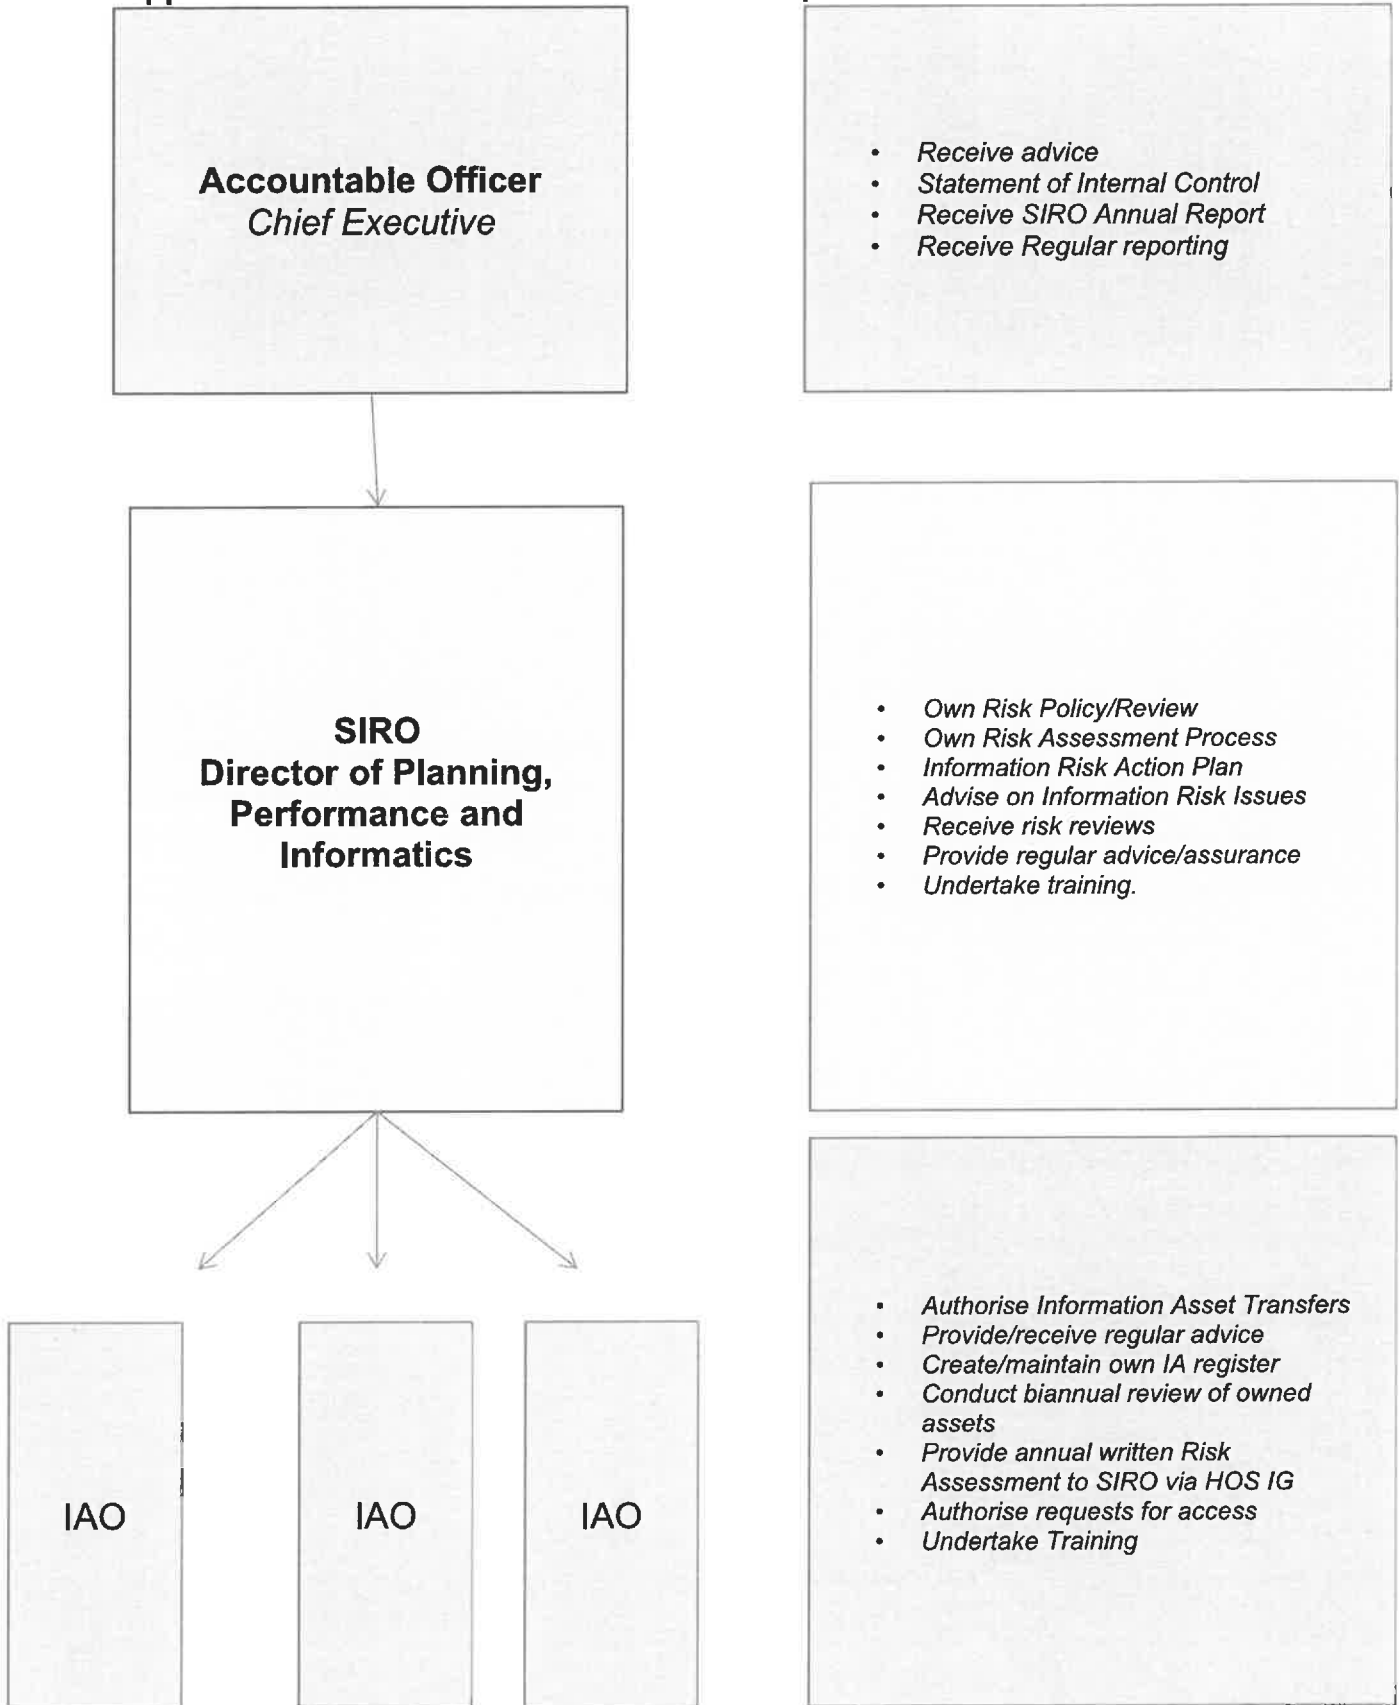 Accountable Officer
Chief Executive
• Receive advice
• Statement of Internal Control
• Receive SIRO Annual Report
• Receive Regular reporting
SIRO
Director of Planning,
Performance and
Informatics
• Own Risk Policy/Review
• Own Risk Assessment Process
• Information Risk Action Plan
• Advise on Information Risk Issues
• Receive risk reviews
• Provide regular advice/assurance
• Undertake training.
IAO
IAO
IAO
• Authorise Information Asset Transfers
• Provide/receive regular advice
• Create/maintain own IA register
• Conduct biannual review of owned
assets
• Provide annual written Risk
Assessment to SIRO via HOS IG
• Authorise requests for access
• Undertake Training